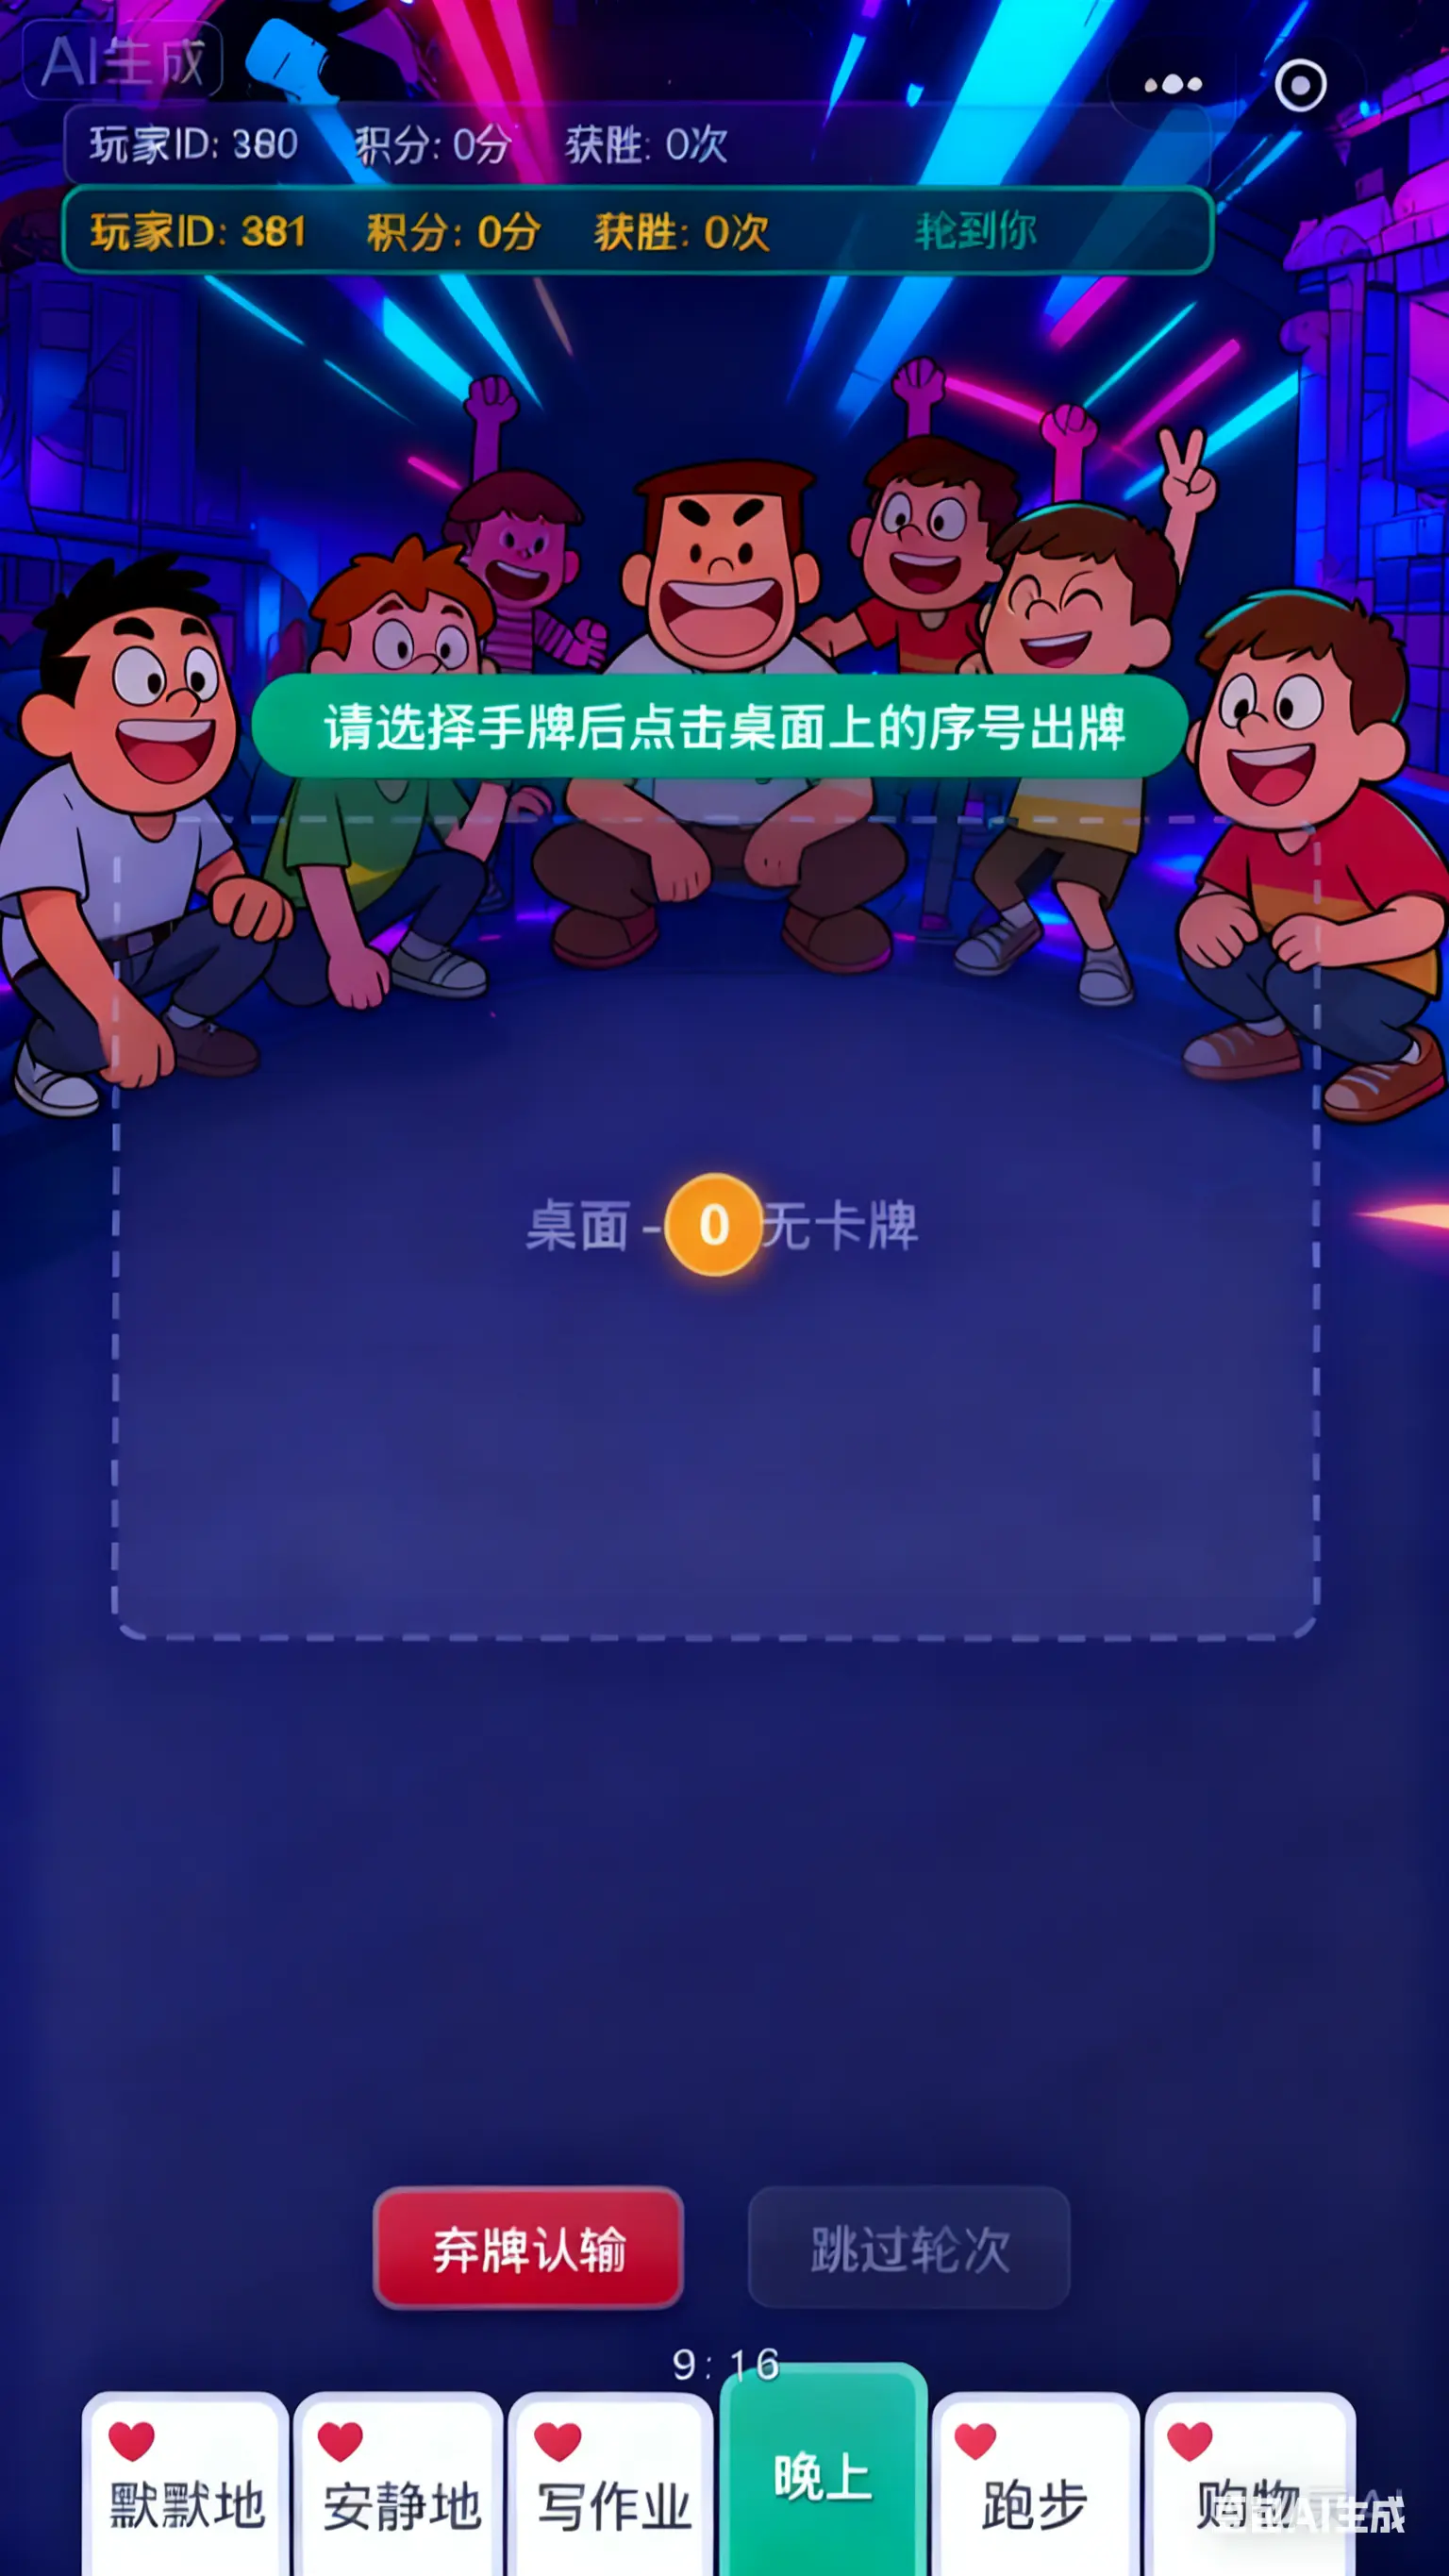 AI生成
玩家ID: 380 积分: 0分 获胜: 0次
玩家ID: 381 积分: 0分 获胜: 0次 轮到你
请选择手牌后点击桌面上的序号出牌
桌面 - 0 无卡牌
弃牌认输 跳过轮次
9:16
默默地 安静地 写作业 晚上 跑步 购物
AI生成